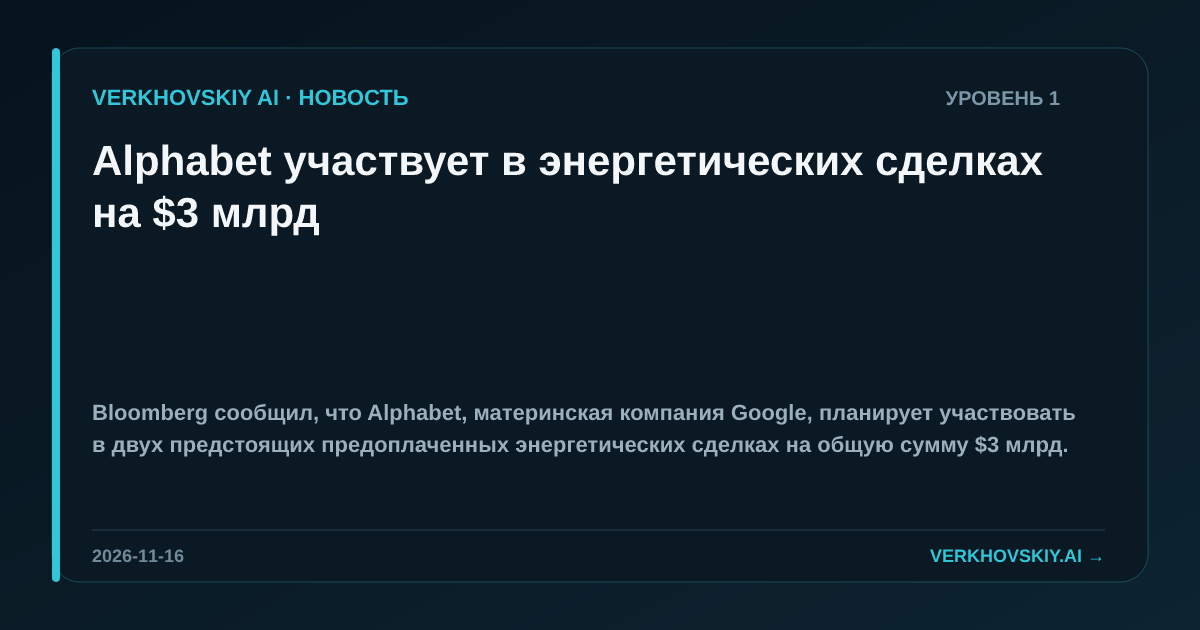 VERKHOVSKIY AI · НОВОСТЬ
УРОВЕНЬ 1
Alphabet участвует в энергетических сделках
на $3 млрд
Bloomberg сообщил, что Alphabet, материнская компания Google, планирует участвовать
в двух предстоящих предоплаченных энергетических сделках на общую сумму $3 млрд.
2026-11-16
VERKHOVSKIY.AI →